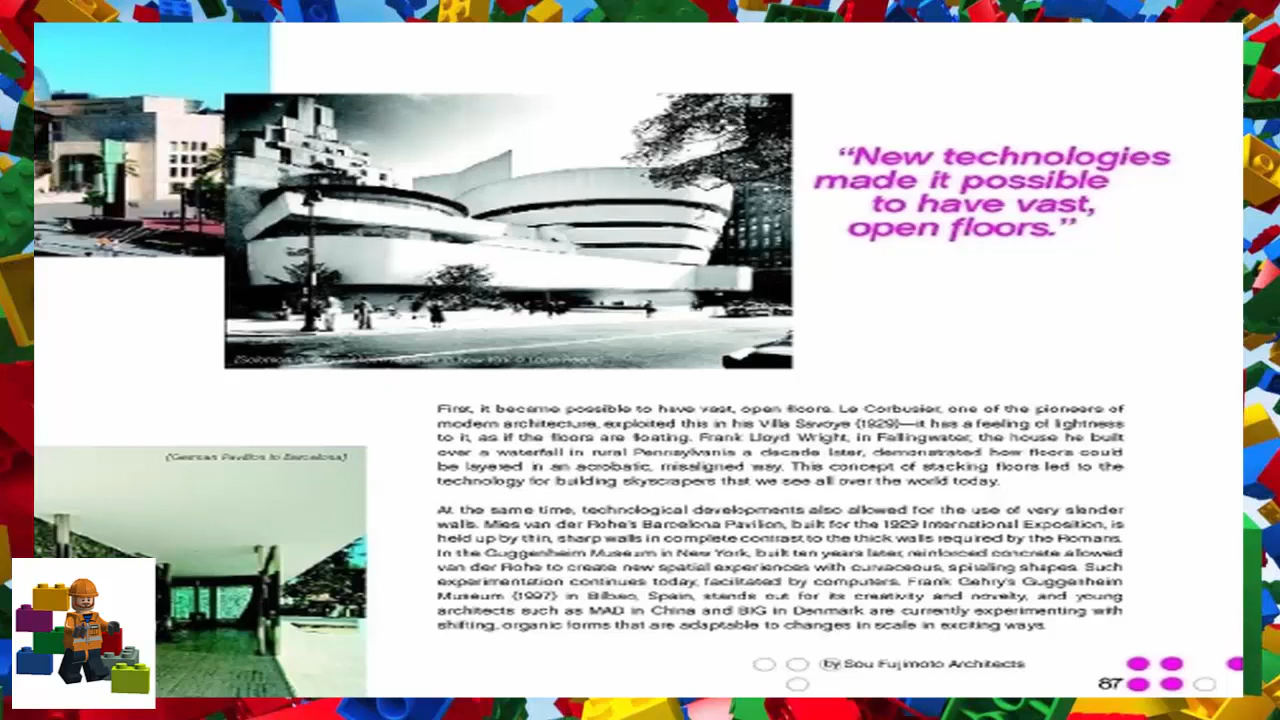 “New technologies
made it possible
to have vast,
open floors.”
First, it became possible to have vast, open floors. Le Corbusier, one of the pioneers of
modern architecture, exploited this in his Villa Savoye (1929)—it has a feeling of lightness
to it, as if the floors are floating. Frank Lloyd Wright, in Fallingwater, the house he built
over a waterfall in rural Pennsylvania a decade later, demonstrated how floors could
be layered in an acrobatic, misaligned way. This concept of stacking floors led to the
technology for building skyscrapers that we see all over the world today.
[German Pavilion in Barcelona]
At the same time, technological developments also allowed for the use of very slender
walls. Mies van der Rohe's Barcelona Pavilion, built for the 1929 International Exposition, is
held up by thin, sharp walls in complete contrast to the thick walls required by the Romans.
In the Guggenheim Museum in New York, built ten years later, reinforced concrete allowed
van der Rohe to create new spatial experiences with curvaceous, spiraling shapes. Such
experimentation continues today, facilitated by computers. Frank Gehry's Guggenheim
Museum (1997) in Bilbao, Spain, stands out for its creativity and novelty, and young
architects such as MAD in China and BIG in Denmark are currently experimenting with
shifting, organic forms that are adaptable to changes in scale in exciting ways.
by Sou Fujimoto Architects
87